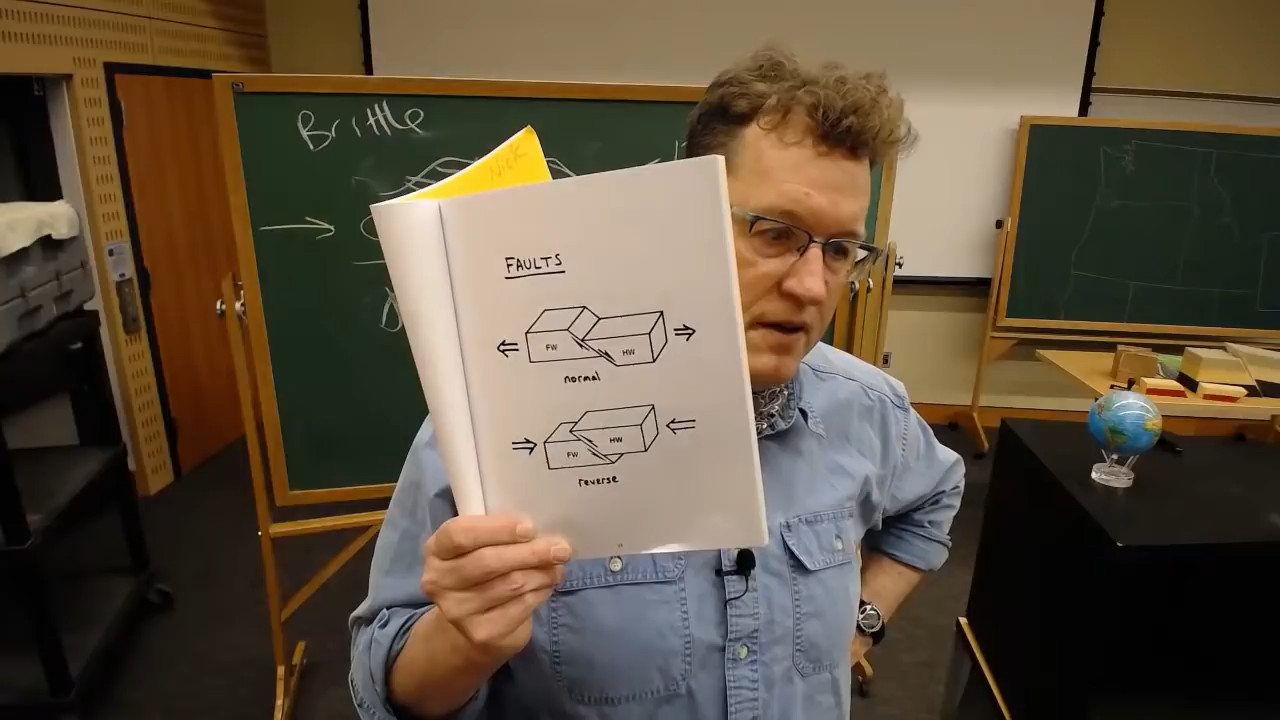 Brittle
Nick
FAULTS
FW
HW
normal
HW
FW
reverse